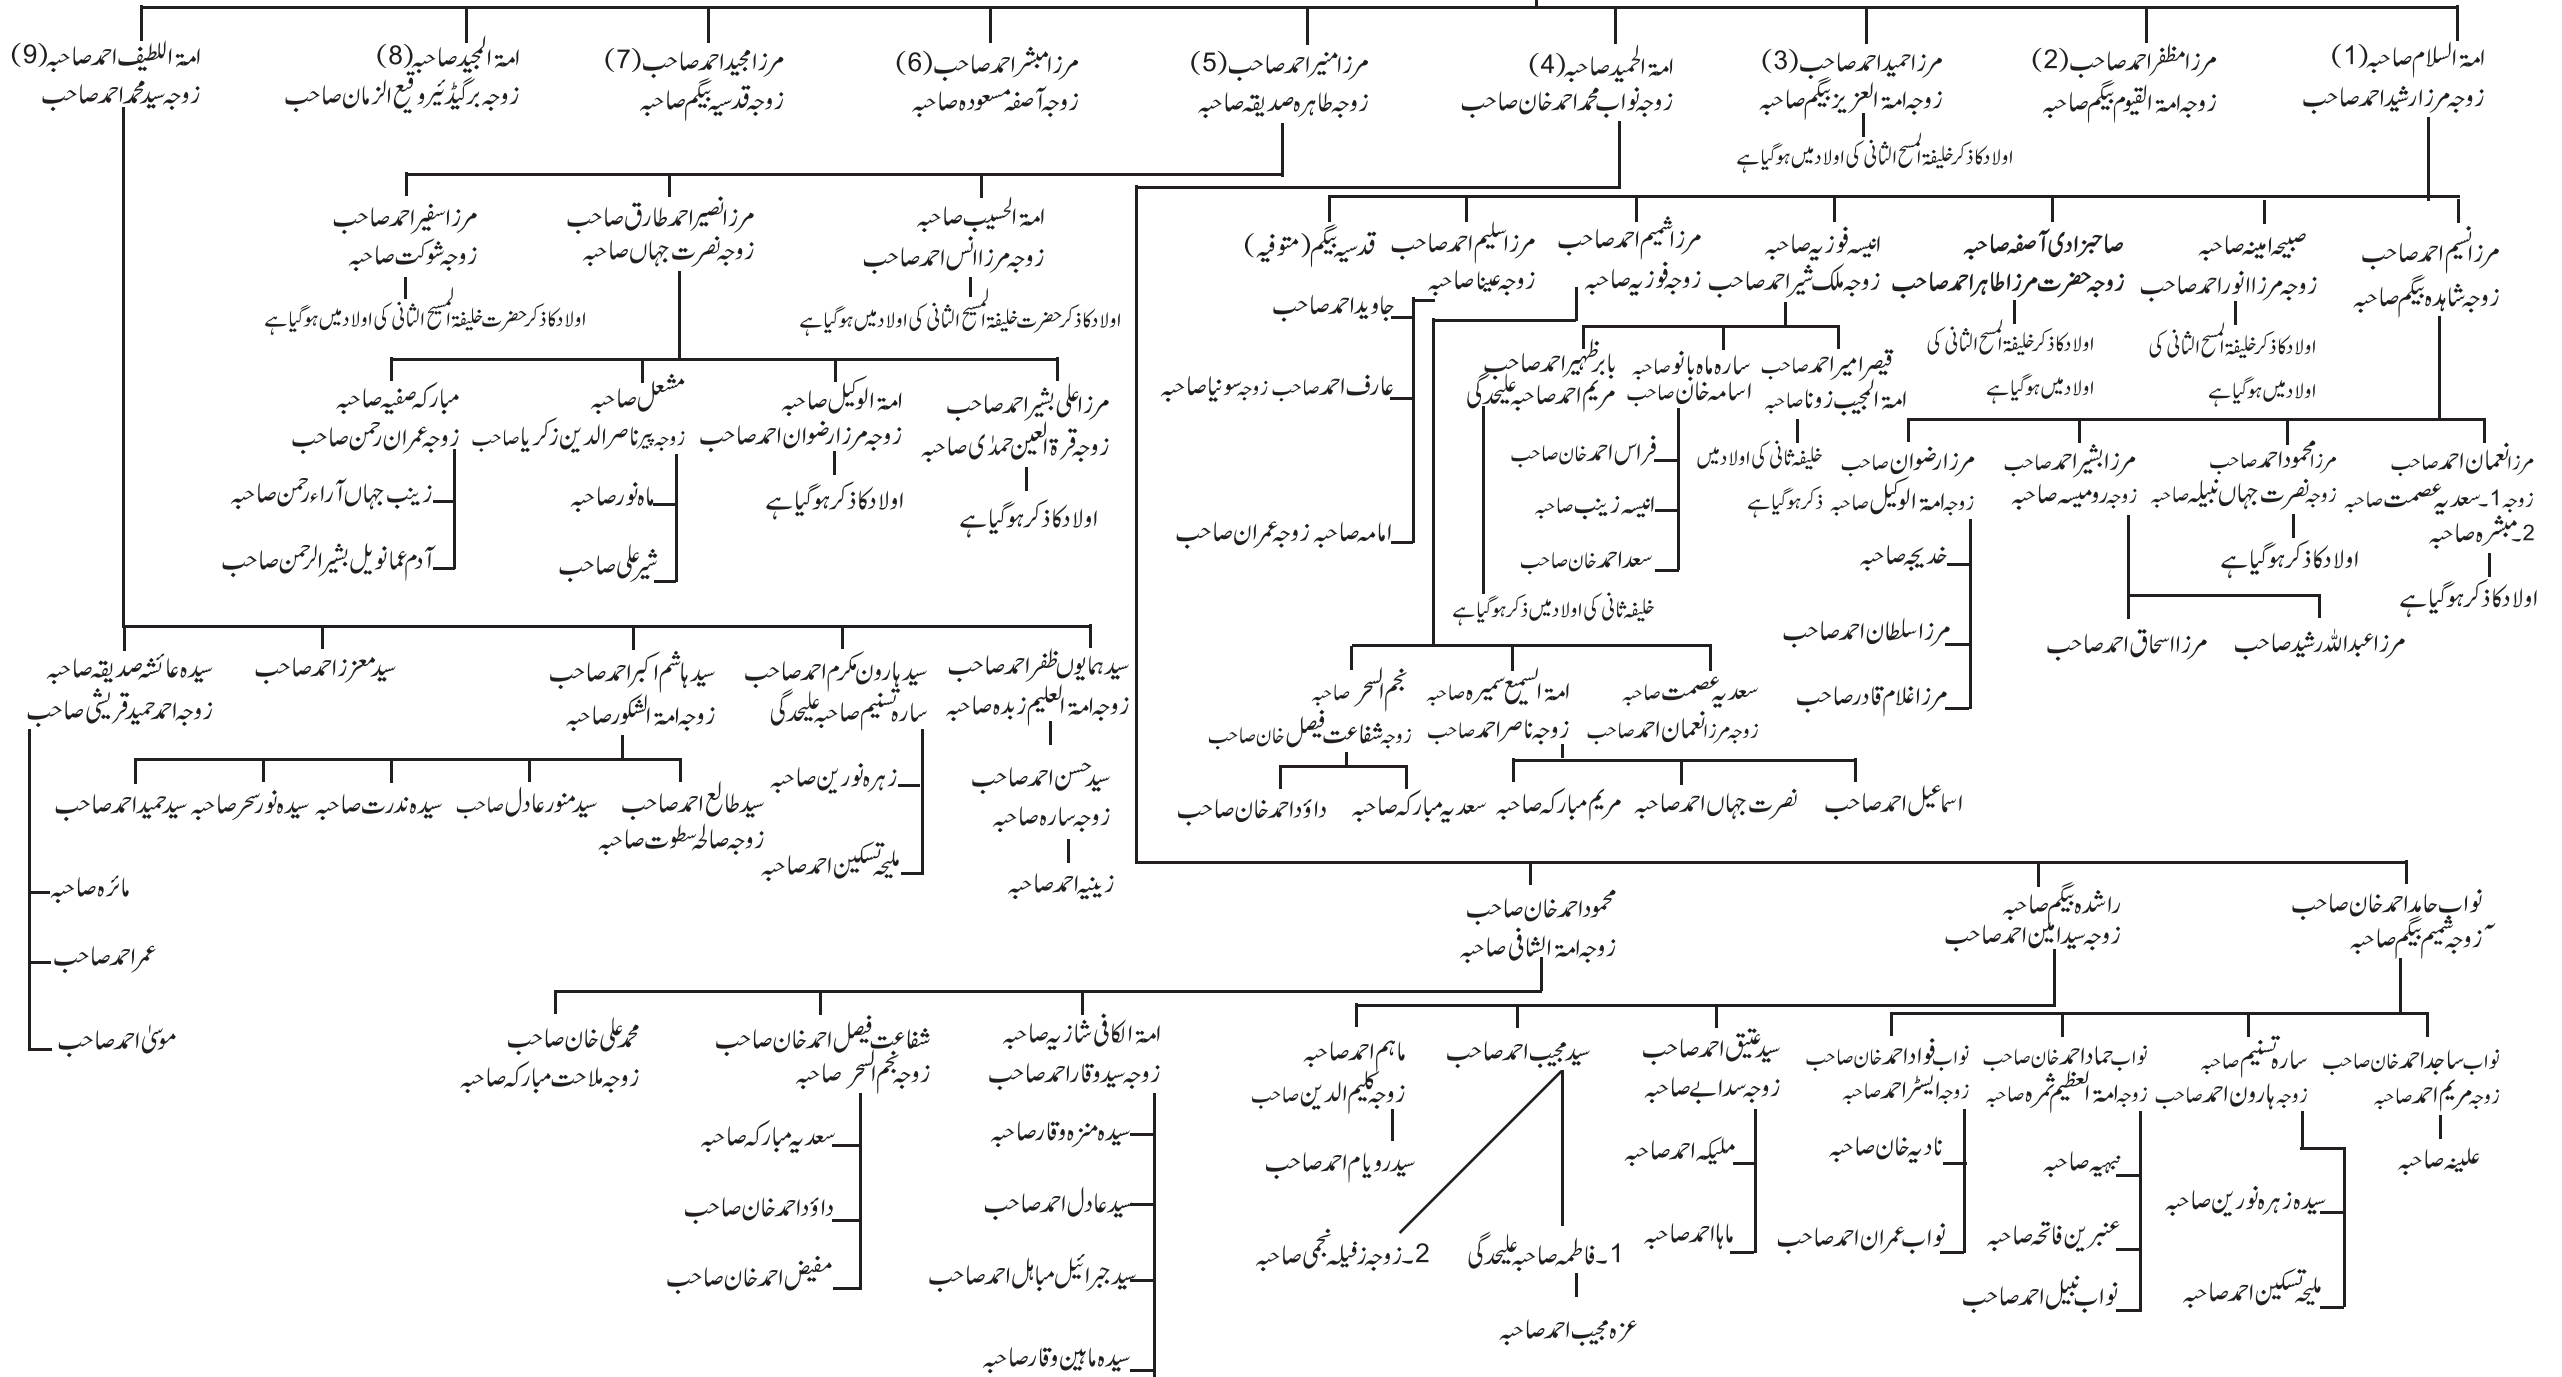 امۃ السلام صاحبہ(1)
زوجہ مرزا رشید احمد صاحب
مرزا مظفر احمد صاحب(2)
زوجہ امۃ القیوم بیگم صاحبہ
مرزا حمید احمد صاحب(3)
زوجہ امۃ العزیز بیگم صاحبہ
اولاد کا ذکر خلیفۃ المسیح الثانی کی اولاد میں ہو گیا ہے
امۃ الحمید صاحبہ(4)
زوجہ نواب محمد احمد خان صاحب
مرزا منیر احمد صاحب(5)
زوجہ طاہرہ صدیقہ صاحبہ
مرزا مبشر احمد صاحب(6)
زوجہ آصفہ مسعودہ صاحبہ
مرزا مجید احمد صاحب(7)
زوجہ قدسیہ بیگم صاحبہ
امۃ المجید صاحبہ(8)
زوجہ برگیڈئیر وقیع الزمان صاحب
امۃ اللطیف احمد صاحبہ(9)
زوجہ سید محمد احمد صاحب
امۃ الحسیب صاحبہ
زوجہ مرزا انس احمد صاحب
اولاد کا ذکر حضرت خلیفۃ المسیح الثانی کی اولاد میں ہو گیا ہے
مرزا نصیر احمد طارق صاحب
زوجہ نصرت جہاں صاحبہ
مرزا سفیر احمد صاحب
زوجہ شوکت صاحبہ
اولاد کا ذکر حضرت خلیفۃ المسیح الثانی کی اولاد میں ہو گیا ہے
مرزا نسیم احمد صاحب
زوجہ شاہدہ بیگم صاحبہ
صبیحہ امینہ صاحبہ
زوجہ مرزا انور احمد صاحب
اولاد کا ذکر خلیفۃ المسیح الثانی کی
اولاد میں ہو گیا ہے
صاحبزادی آصفہ صاحبہ
زوجہ حضرت مرزا طاہر احمد صاحب
اولاد کا ذکر خلیفۃ المسیح الثانی کی
اولاد میں ہو گیا ہے
انیسہ فوزیہ صاحبہ
زوجہ ملک شیر احمد صاحب
مرزا شمیم احمد صاحب
زوجہ فوزیہ صاحبہ
مرزا سلیم احمد صاحب
زوجہ عینا صاحبہ
قدسیہ بیگم (متوفیہ)
جاوید احمد صاحب
عارف احمد صاحب زوجہ سونیا صاحبہ
امامہ صاحبہ زوجہ عمران صاحب
قیصر امیر احمد صاحب
امۃ المجیب زونا صاحبہ
خلیفہ ثانی کی اولاد میں
ذکر ہو گیا ہے
سارہ ماہ بانو صاحبہ
اسامہ خان صاحب
فراس احمد خان صاحب
انیسہ زینب صاحبہ
سعد احمد خان صاحب
بابر ظہیر احمد صاحب
مریم احمد صاحبہ علیحدگی
خلیفہ ثانی کی اولاد میں ذکر ہو گیا ہے
مرزا علی بشیر احمد صاحب
زوجہ قرۃ العین حمدٰی صاحبہ
اولاد کا ذکر ہو گیا ہے
امۃ الوکیل صاحبہ
زوجہ مرزا رضوان احمد صاحب
اولاد کا ذکر ہو گیا ہے
مشعل صاحبہ
زوجہ پیر ناصر الدین زکریا صاحب
ماہ نور صاحبہ
شیر علی صاحب
مبارکہ صفیہ صاحبہ
زوجہ عمران رحمن صاحب
زینب جہاں آراء رحمن صاحبہ
آدم عمانویل بشیر الرحمن صاحب
مرزا نعمان احمد صاحب
زوجہ 1۔سعدیہ عصمت صاحبہ
2۔مبشرہ صاحبہ
اولاد کا ذکر ہو گیا ہے
مرزا محمود احمد صاحب
زوجہ نصرت جہاں نبیلہ صاحبہ
اولاد کا ذکر ہو گیا ہے
مرزا بشیر احمد صاحب
زوجہ رومیسہ صاحبہ
مرزا عبداللہ رشید صاحب
مرزا اسحاق احمد صاحب
مرزا رضوان صاحب
زوجہ امۃ الوکیل صاحبہ
خدیجہ صاحبہ
مرزا سلطان احمد صاحب
مرزا غلام قادر صاحب
سعدیہ عصمت صاحبہ
زوجہ مرزا نعمان احمد صاحب
امۃ السمیع سمیرہ صاحبہ
زوجہ ناصر احمد صاحب
نجم السحر صاحبہ
زوجہ شفاعت فیصل خان صاحب
اسماعیل احمد صاحب
نصرت جہاں احمد صاحبہ
مریم مبارکہ صاحبہ
سعدیہ مبارکہ صاحبہ
داؤد احمد خان صاحب
سید ہمایوں ظفر احمد صاحب
زوجہ امۃ العلیم زبدہ صاحبہ
سید حسن احمد صاحب
زوجہ سارہ صاحبہ
زینیہ احمد صاحبہ
سید ہارون مکرم احمد صاحب
سارہ تسنیم صاحبہ علیحدگی
زہرہ نورین صاحبہ
ملیحہ تسکین احمد صاحبہ
سید ہاشم اکبر احمد صاحب
زوجہ امۃ الشکور صاحبہ
سید طالع احمد صاحب
زوجہ صالحہ سطوت صاحبہ
سید منور عادل صاحب
سیدہ ندرت صاحبہ
سیدہ نور سحر صاحبہ
سید حمید احمد صاحب
سید معزز احمد صاحب
سیدہ عائشہ صدیقہ صاحبہ
زوجہ احمد حمید قریشی صاحب
مائرہ صاحبہ
عمر احمد صاحب
موسیٰ احمد صاحب
نواب حامد احمد خان صاحب
زوجہ شمیم بیگم صاحبہ
راشدہ بیگم صاحبہ
زوجہ سید امین احمد صاحب
محمود احمد خان صاحب
زوجہ امۃ الشافی صاحبہ
نواب ساجد احمد خان صاحب
زوجہ مریم احمد صاحبہ
علینہ صاحبہ
سارہ تسنیم صاحبہ
زوجہ ہارون احمد صاحب
سیدہ زہرہ نورین صاحبہ
ملیحہ تسکین احمد صاحبہ
نواب حماد احمد خان صاحب
زوجہ امۃ العظیم ثمرہ صاحبہ
نبہیہ صاحبہ
عنبرین فاتحہ صاحبہ
نواب نبیل احمد صاحب
نواب فواد احمد خان صاحب
زوجہ ایسٹر احمد صاحبہ
نادیہ خان صاحبہ
نواب عمران احمد صاحب
سید عتیق احمد صاحب
زوجہ سدابے صاحبہ
ملیکہ احمد صاحبہ
ماہا احمد صاحبہ
سید مجیب احمد صاحب
1۔فاطمہ صاحبہ علیحدگی
2۔زوجہ زفیلہ نجمی صاحبہ
عزہ مجیب احمد صاحبہ
ماہم احمد صاحبہ
زوجہ کلیم الدین صاحب
سید رویام احمد صاحب
امۃ الکافی شازیہ صاحبہ
زوجہ سید وقار احمد صاحب
سیدہ منزہ وقار صاحبہ
سید عادل احمد صاحب
سید جبرائیل مباہل احمد صاحب
سیدہ ماہین وقار صاحبہ
شفاعت فیصل احمد خان صاحب
زوجہ نجم السحر صاحبہ
سعدیہ مبارکہ صاحبہ
داؤد احمد خان صاحب
مفیض احمد خان صاحب
محمد علی خان صاحب
زوجہ ملاحت مبارکہ صاحبہ